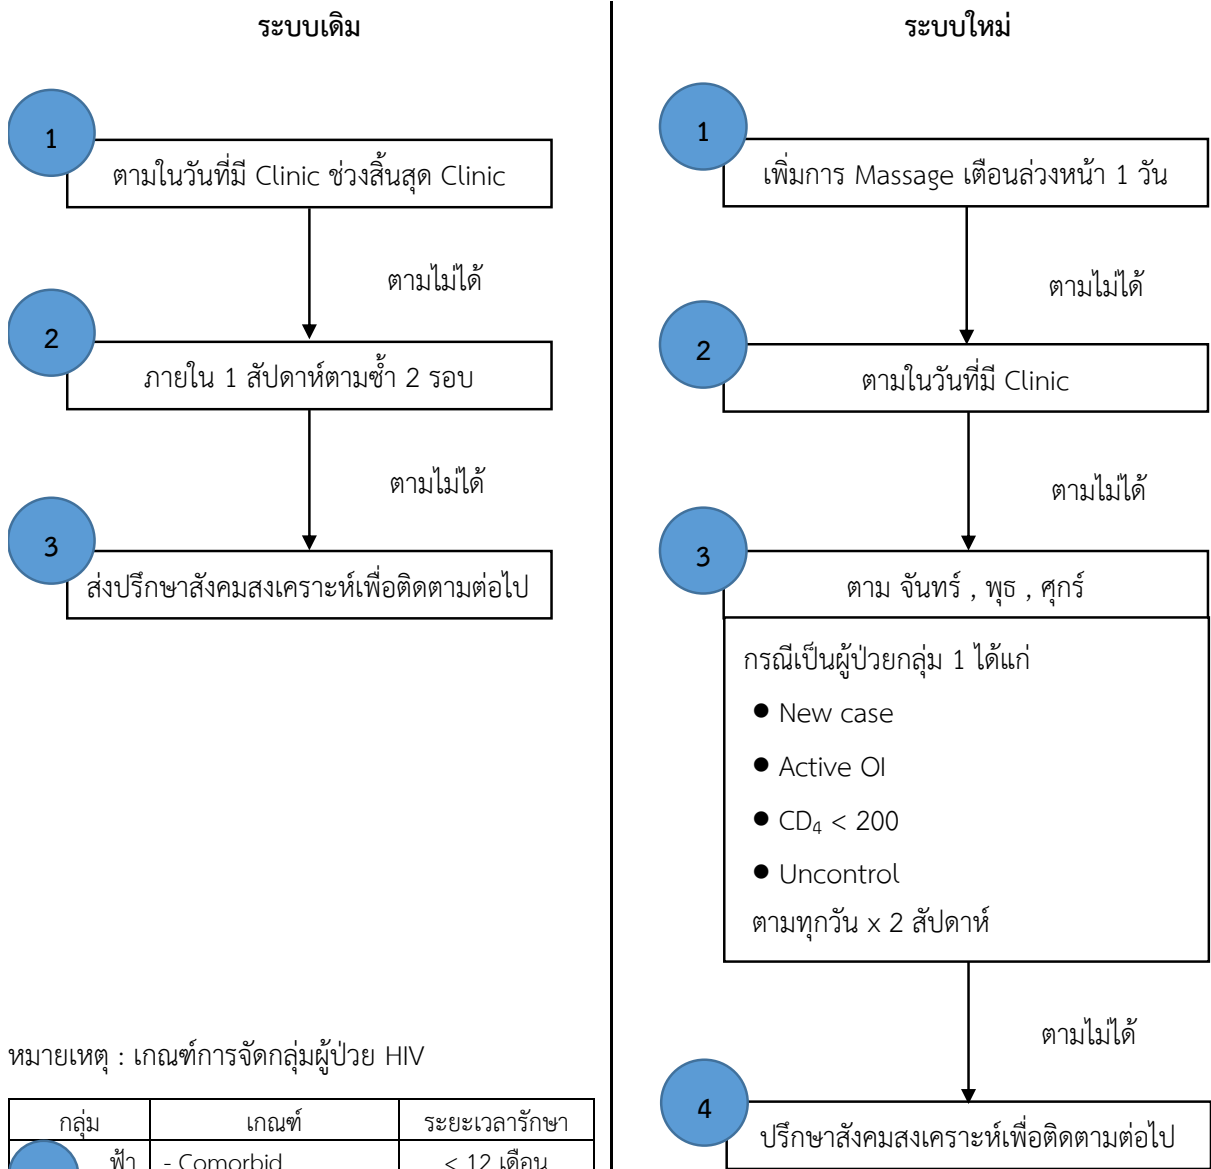 ระบบเดิม
1
ตามในวันที่มี Clinic ช่วงสิ้นสุด Clinic
ตามไม่ได้
2
ภายใน 1 สัปดาห์ตามซ้ำ 2 รอบ
ตามไม่ได้
3
ส่งปรึกษาสังคมสงเคราะห์เพื่อติดตามต่อไป
หมายเหตุ : เกณฑ์การจัดกลุ่มผู้ป่วย HIV
กลุ่ม เกณฑ์ ระยะเวลารักษา
ฟ้า - Comorbid < 12 เดือน
ระบบใหม่
1
เพิ่มการ Massage เตือนล่วงหน้า 1 วัน
ตามไม่ได้
2
ตามในวันที่มี Clinic
ตามไม่ได้
3
ตาม จันทร์ , พุธ , ศุกร์
กรณีเป็นผู้ป่วยกลุ่ม 1 ได้แก่
● New case
● Active OI
● CD₄ < 200
● Uncontrol
ตามทุกวัน x 2 สัปดาห์
ตามไม่ได้
4
ปรึกษาสังคมสงเคราะห์เพื่อติดตามต่อไป